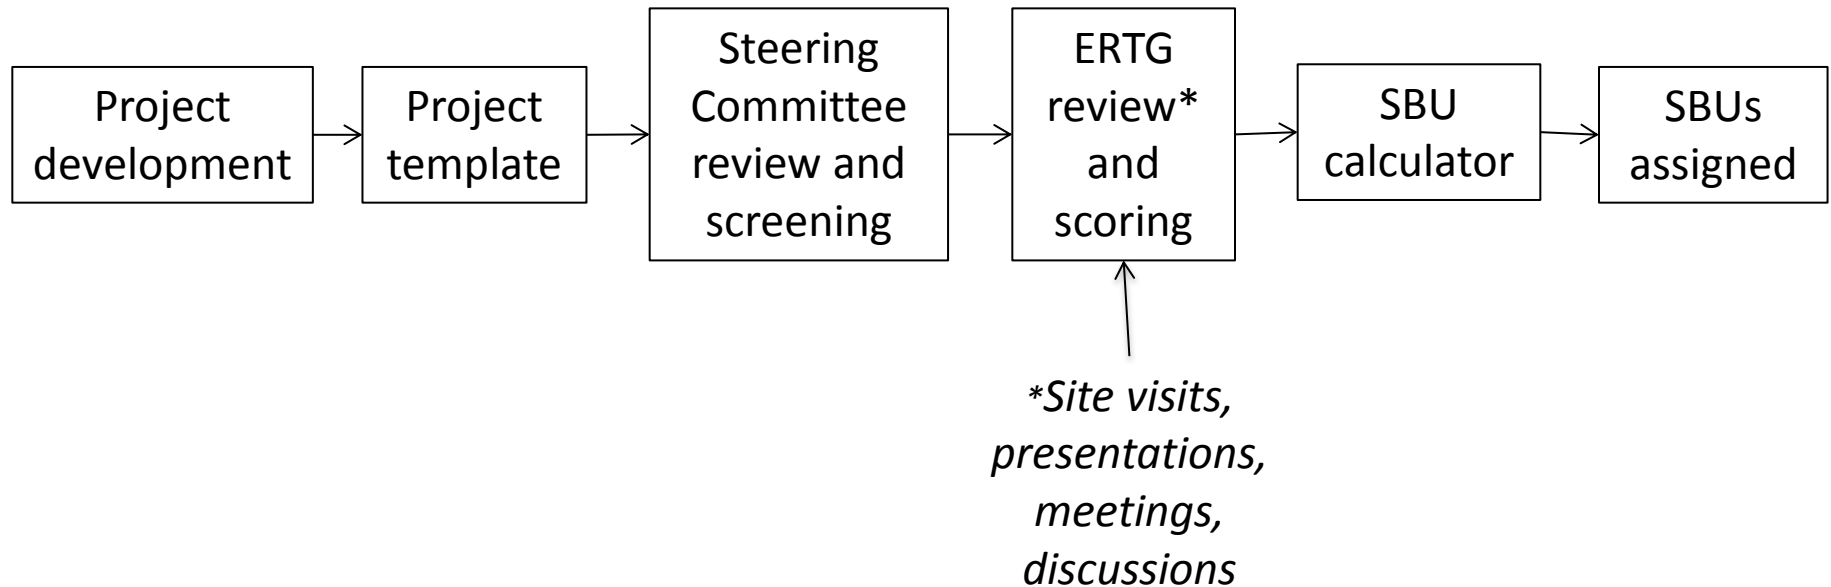 Project
development
Project
template
Steering
Committee
review and
screening
ERTG
review*
and
scoring
SBU
calculator
SBUs
assigned
*Site visits,
presentations,
meetings,
discussions